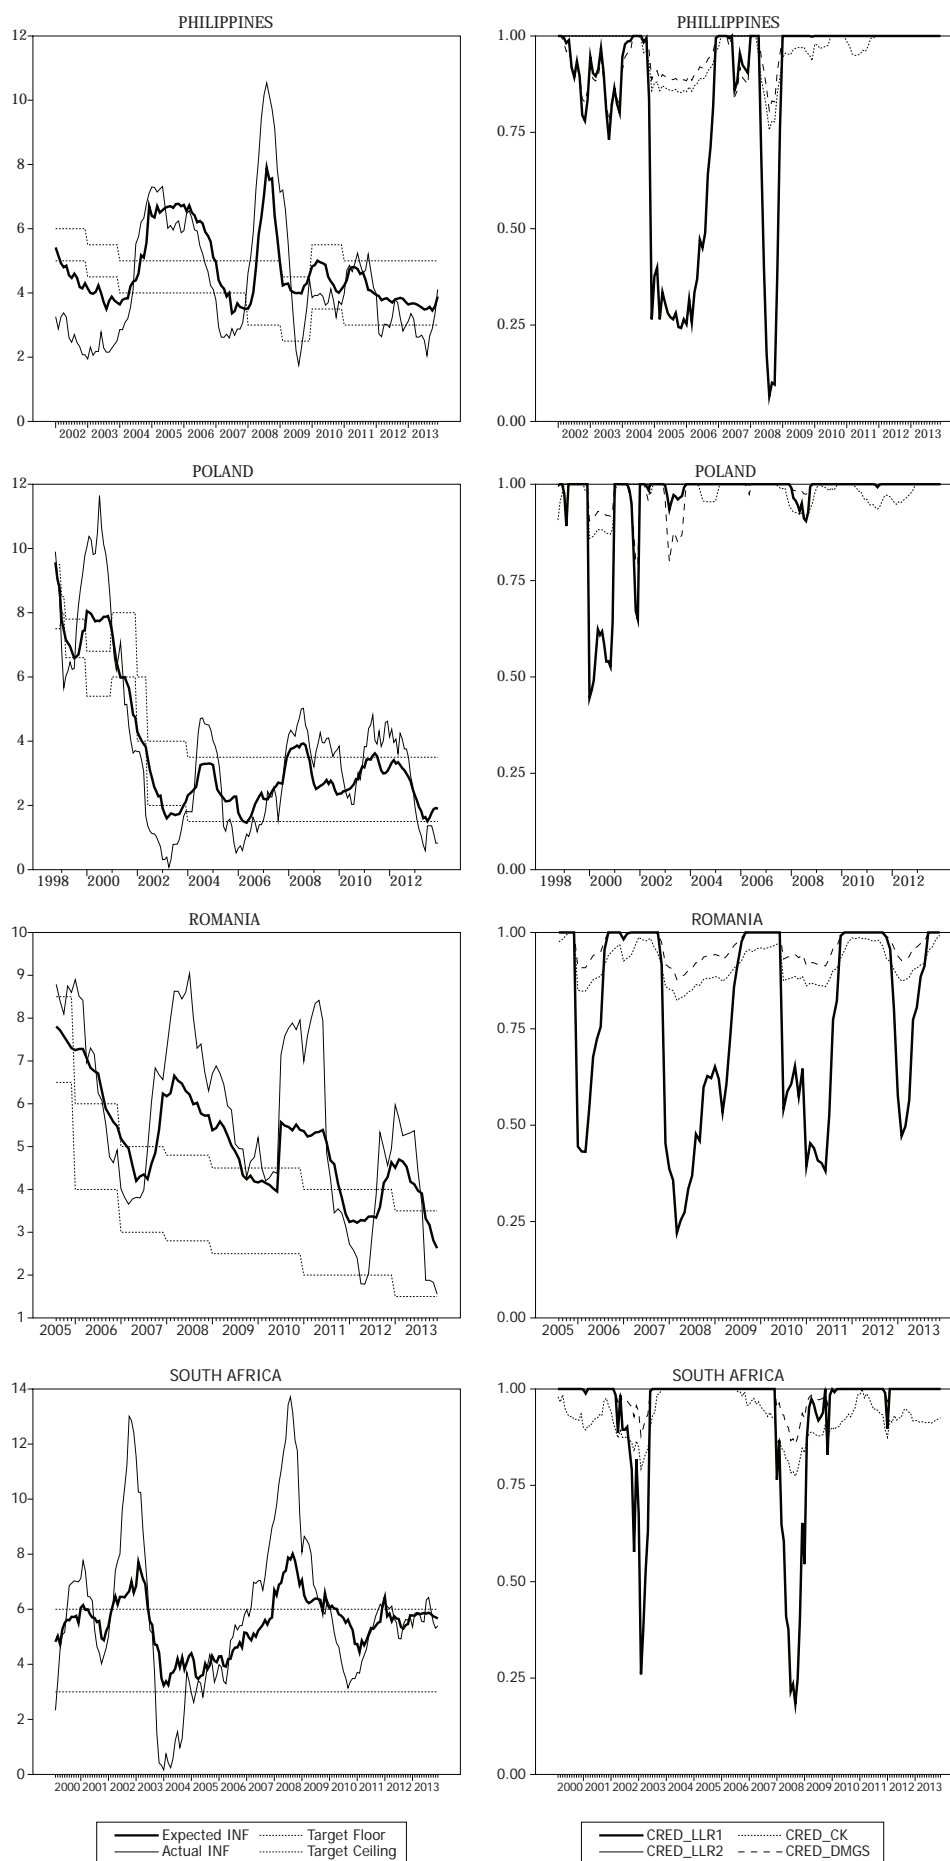 PHILIPPINES
12
10
8
6
4
2
0
2002 2003 2004 2005 2006 2007 2008 2009 2010 2011 2012 2013
PHILLIPPINES
1.00
0.75
0.50
0.25
0.00
2002 2003 2004 2005 2006 2007 2008 2009 2010 2011 2012 2013
POLAND
12
10
8
6
4
2
0
1998 2000 2002 2004 2006 2008 2010 2012
POLAND
1.00
0.75
0.50
0.25
0.00
1998 2000 2002 2004 2006 2008 2010 2012
ROMANIA
10
9
8
7
6
5
4
3
2
1
2005 2006 2007 2008 2009 2010 2011 2012 2013
ROMANIA
1.00
0.75
0.50
0.25
0.00
2005 2006 2007 2008 2009 2010 2011 2012 2013
SOUTH AFRICA
14
12
10
8
6
4
2
0
2000 2001 2002 2003 2004 2005 2006 2007 2008 2009 2010 2011 2012 2013
SOUTH AFRICA
1.00
0.75
0.50
0.25
0.00
2000 2001 2002 2003 2004 2005 2006 2007 2008 2009 2010 2011 2012 2013
Expected INF Target Floor
Actual INF Target Ceiling
CRED_LLR1 CRED_CK
CRED_LLR2 CRED_DMGS